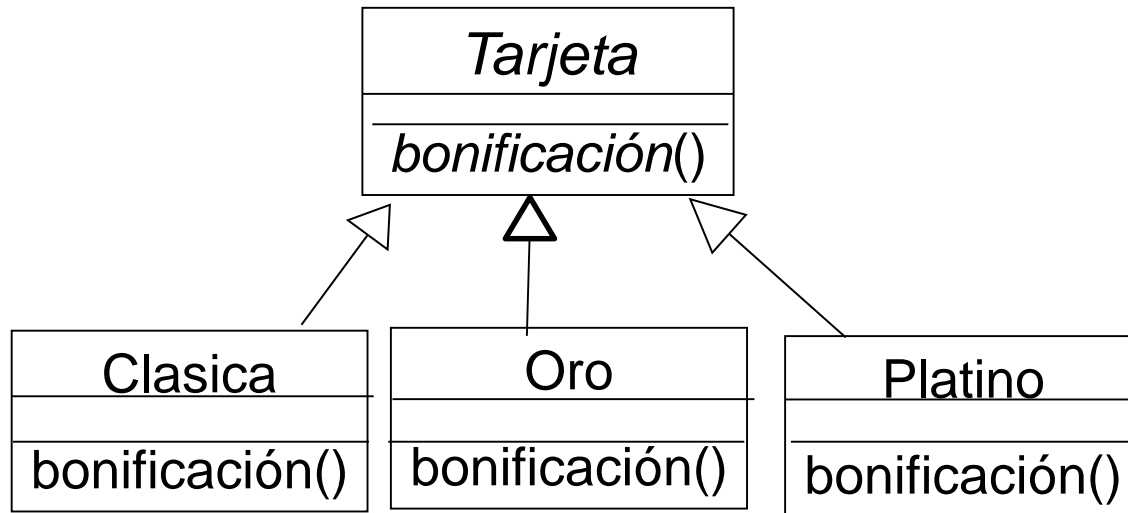 Tarjeta
bonificación()
Clasica
bonificación()
Oro
bonificación()
Platino
bonificación()